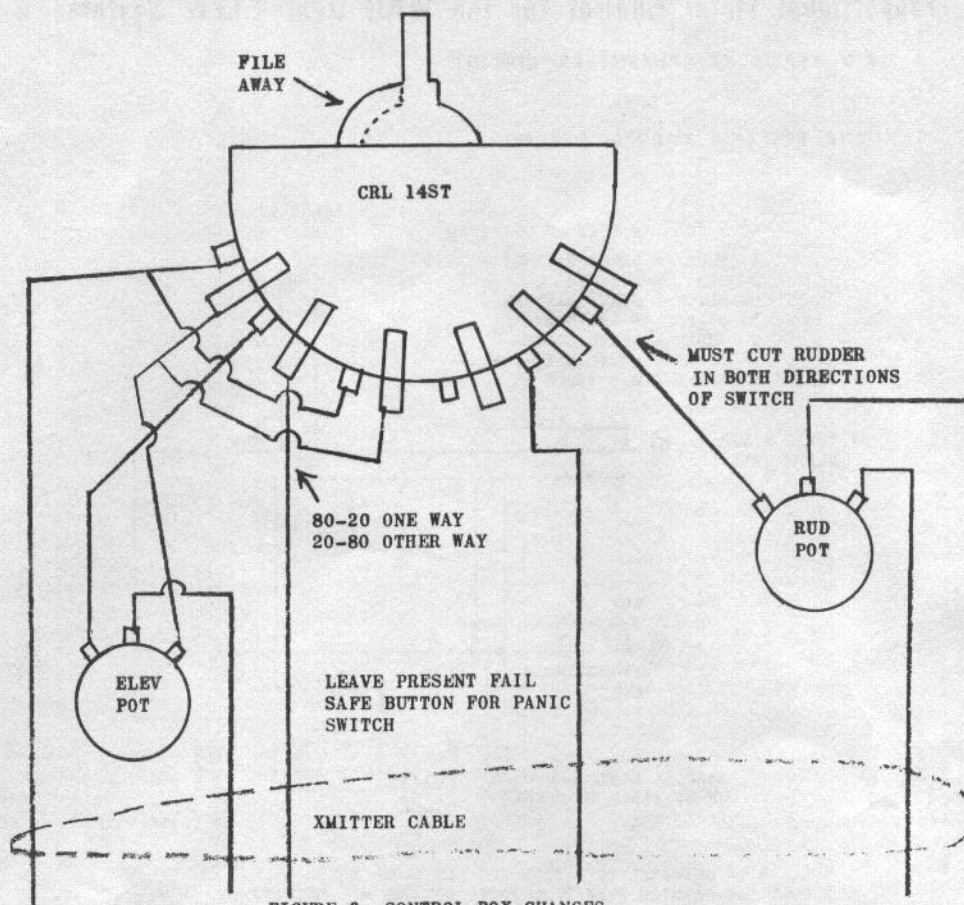 FILE
AWAY
CRL 14ST
MUST CUT RUDDER
IN BOTH DIRECTIONS
OF SWITCH
80-20 ONE WAY
20-80 OTHER WAY
RUD
POT
ELEV
POT
LEAVE PRESENT FAIL
SAFE BUTTON FOR PANIC
SWITCH
XMITTER CABLE
CONTROL BOX CHANGES